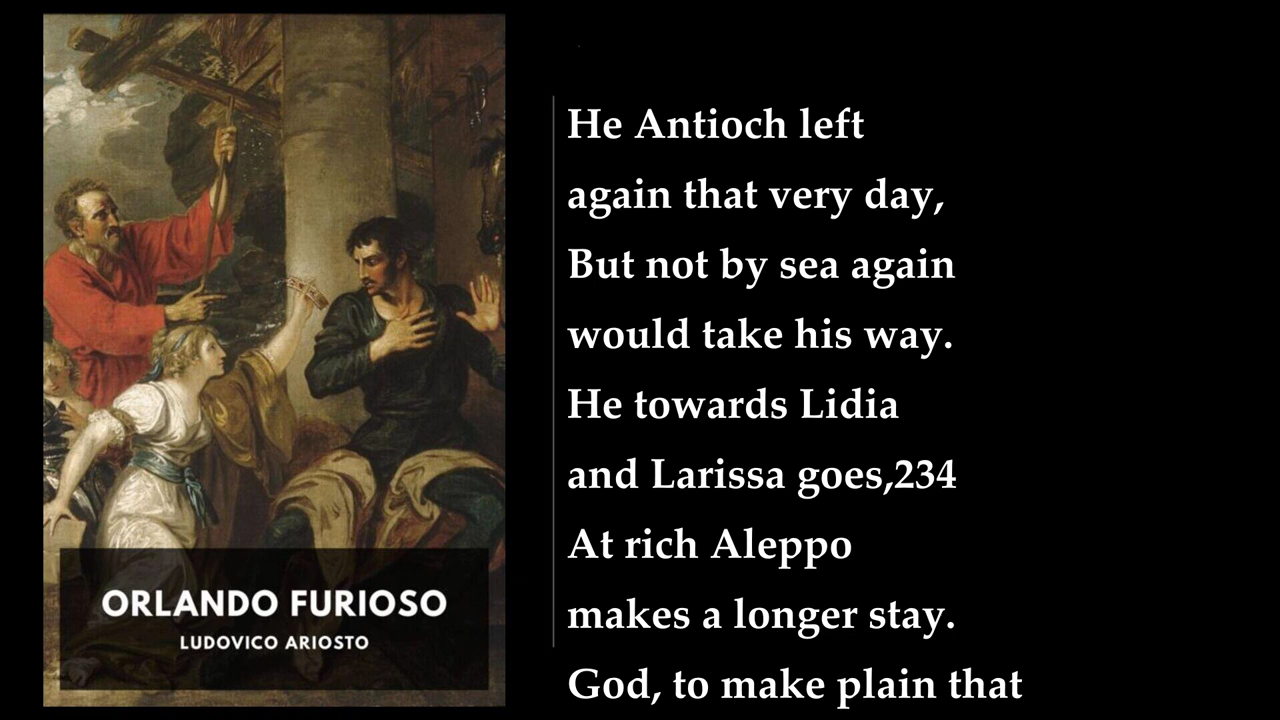 ORLANDO FURIOSO
LUDOVICO ARIOSTO
He Antioch left
again that very day,
But not by sea again
would take his way.
He towards Lidia
and Larissa goes,234
At rich Aleppo
makes a longer stay.
God, to make plain that